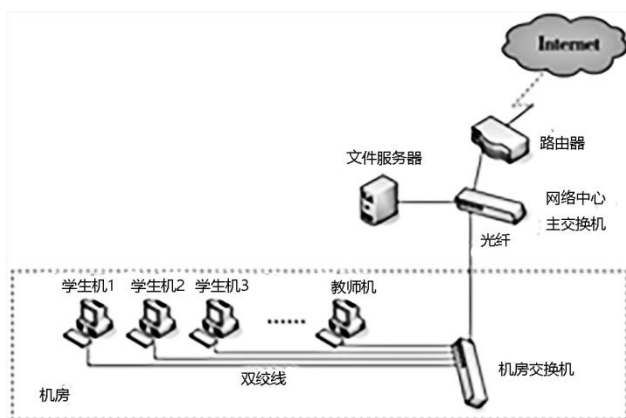 Internet
路由器
文件服务器
网络中心
主交换机
光纤
学生机1 学生机2 学生机3 …… 教师机
机房交换机
双绞线
机房